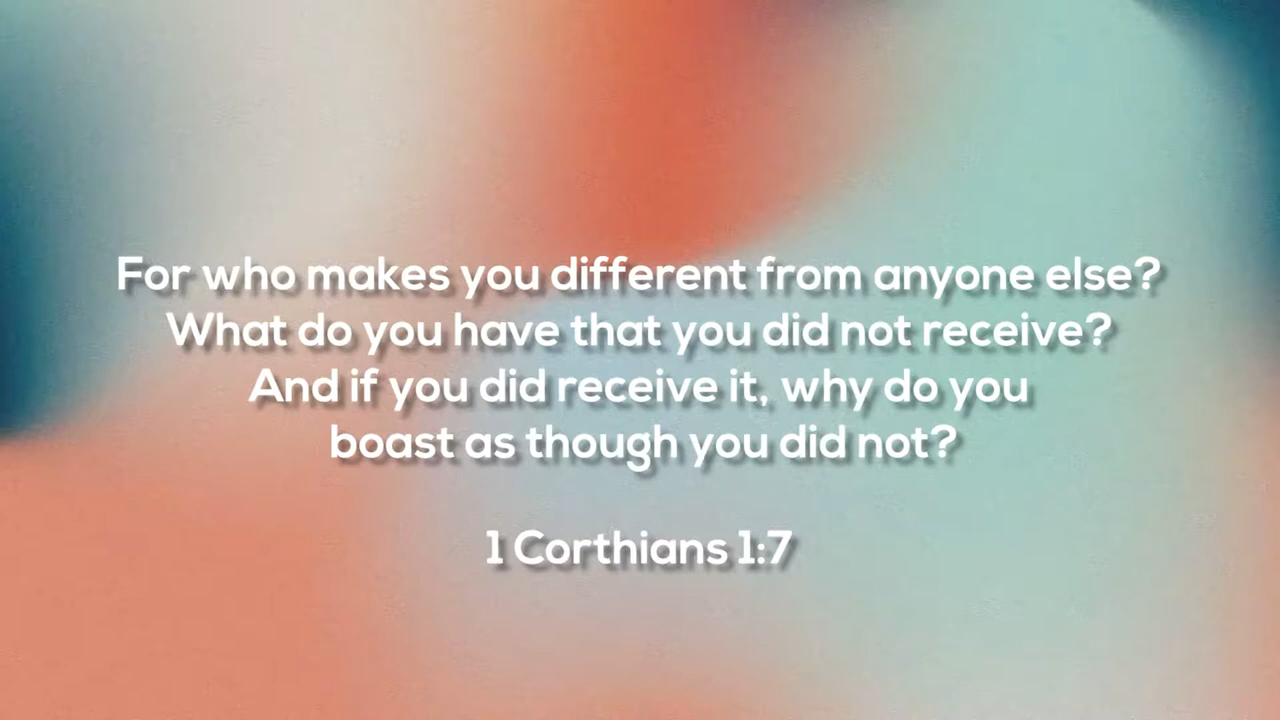 For who makes you different from anyone else?
What do you have that you did not receive?
And if you did receive it, why do you
boast as though you did not?
1 Corthians 1:7